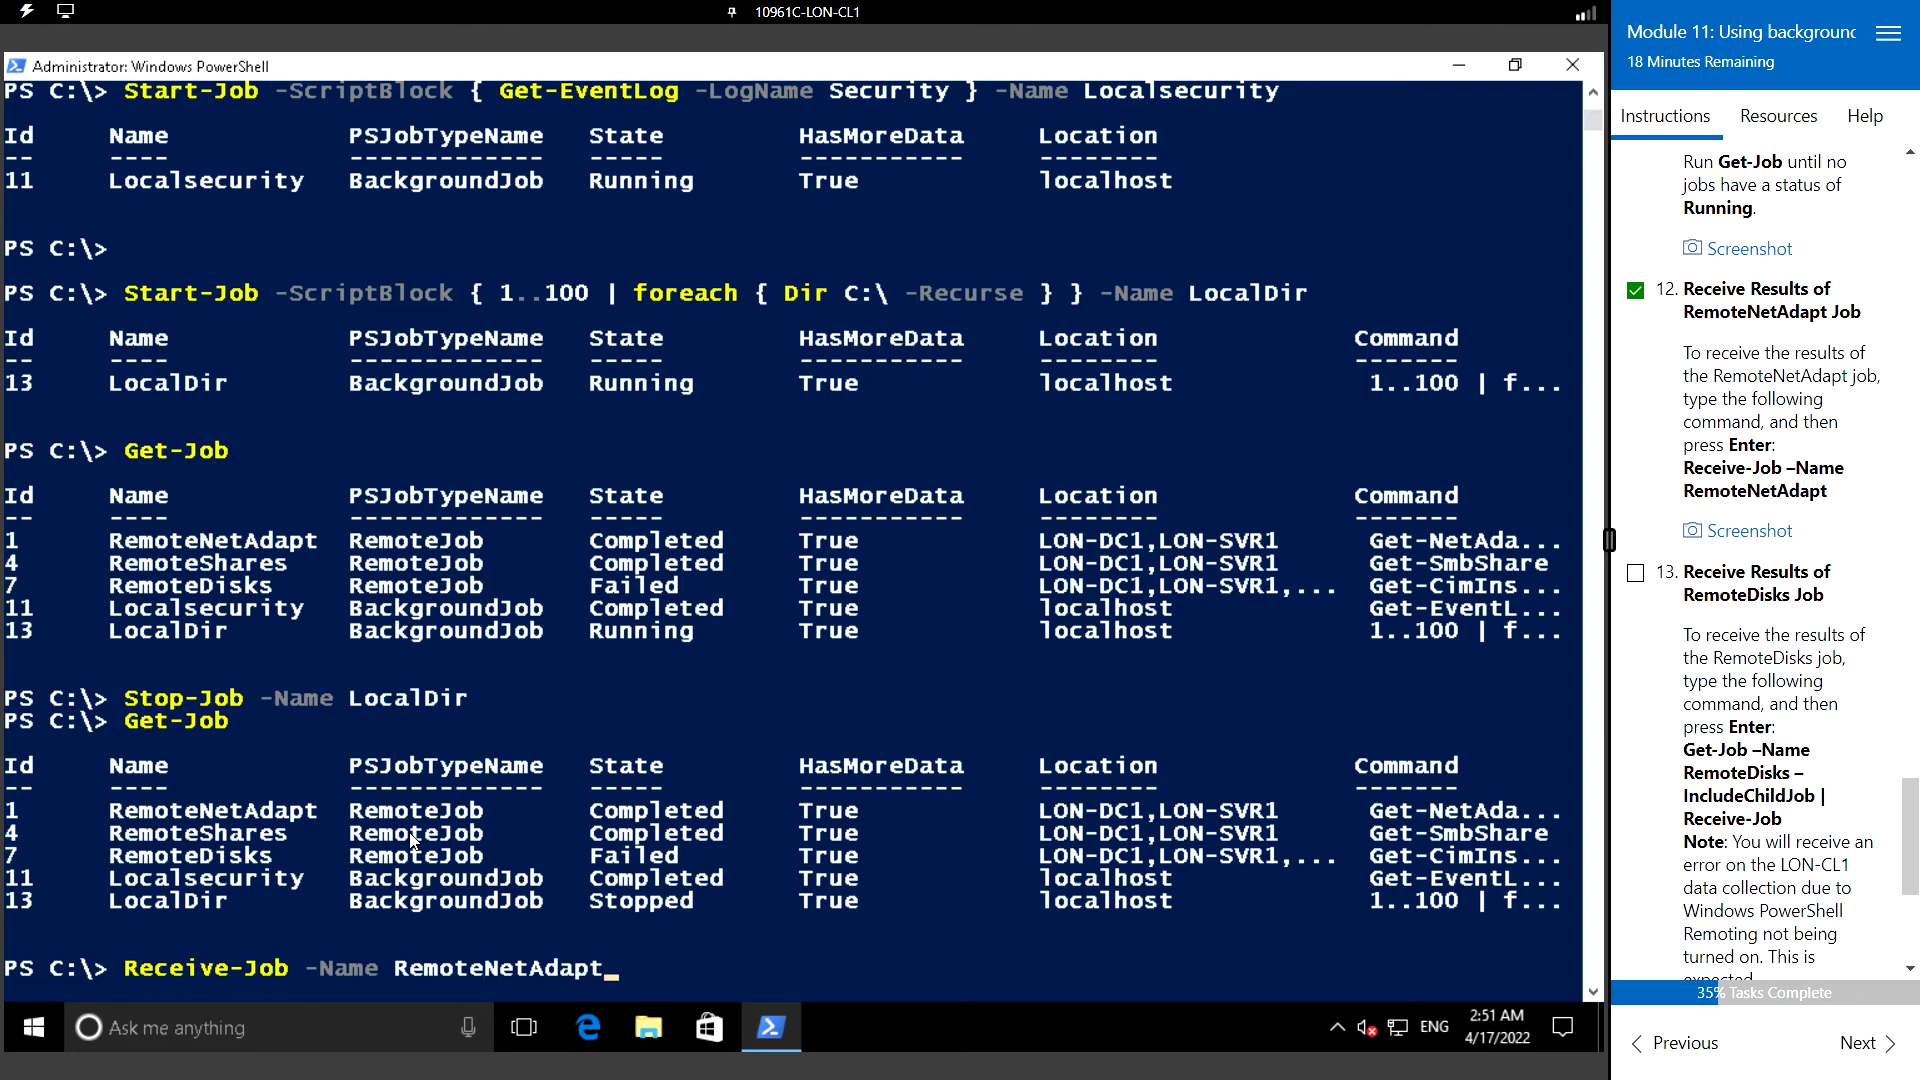 10961C-LON-CL1
Administrator: Windows PowerShell
PS C:\> Start-Job -ScriptBlock { Get-EventLog -LogName Security } -Name Localsecurity
Id Name PSJobTypeName State HasMoreData Location
-- ---- ------------- ----- ----------- --------
11 Localsecurity BackgroundJob Running True localhost
PS C:\>
PS C:\> Start-Job -ScriptBlock { 1..100 | foreach { Dir C:\ -Recurse } } -Name LocalDir
Id Name PSJobTypeName State HasMoreData Location Command
-- ---- ------------- ----- ----------- -------- -------
13 LocalDir BackgroundJob Running True localhost 1..100 | f...
PS C:\> Get-Job
Id Name PSJobTypeName State HasMoreData Location Command
-- ---- ------------- ----- ----------- -------- -------
1 RemoteNetAdapt RemoteJob Completed True LON-DC1,LON-SVR1 Get-NetAda...
4 RemoteShares RemoteJob Completed True LON-DC1,LON-SVR1 Get-SmbShare
7 RemoteDisks RemoteJob Failed True LON-DC1,LON-SVR1,... Get-CimIns...
11 Localsecurity BackgroundJob Completed True localhost Get-EventL...
13 LocalDir BackgroundJob Running True localhost 1..100 | f...
PS C:\> Stop-Job -Name LocalDir
PS C:\> Get-Job
Id Name PSJobTypeName State HasMoreData Location Command
-- ---- ------------- ----- ----------- -------- -------
1 RemoteNetAdapt RemoteJob Completed True LON-DC1,LON-SVR1 Get-NetAda...
4 RemoteShares RemoteJob Completed True LON-DC1,LON-SVR1 Get-SmbShare
7 RemoteDisks RemoteJob Failed True LON-DC1,LON-SVR1,... Get-CimIns...
11 Localsecurity BackgroundJob Completed True localhost Get-EventL...
13 LocalDir BackgroundJob Stopped True localhost 1..100 | f...
PS C:\> Receive-Job -Name RemoteNetAdapt_
Ask me anything
ENG
2:51 AM
4/17/2022
Module 11: Using background
18 Minutes Remaining
Instructions Resources Help
Run Get-Job until no
jobs have a status of
Running.
Screenshot
12. Receive Results of
RemoteNetAdapt Job
To receive the results of
the RemoteNetAdapt job,
type the following
command, and then
press Enter:
Receive-Job –Name
RemoteNetAdapt
Screenshot
13. Receive Results of
RemoteDisks Job
To receive the results of
the RemoteDisks job,
type the following
command, and then
press Enter:
Get-Job –Name
RemoteDisks –
IncludeChildJob |
Receive-Job
Note: You will receive an
error on the LON-CL1
data collection due to
Windows PowerShell
Remoting not being
turned on. This is
expected
35% Tasks Complete
Previous Next